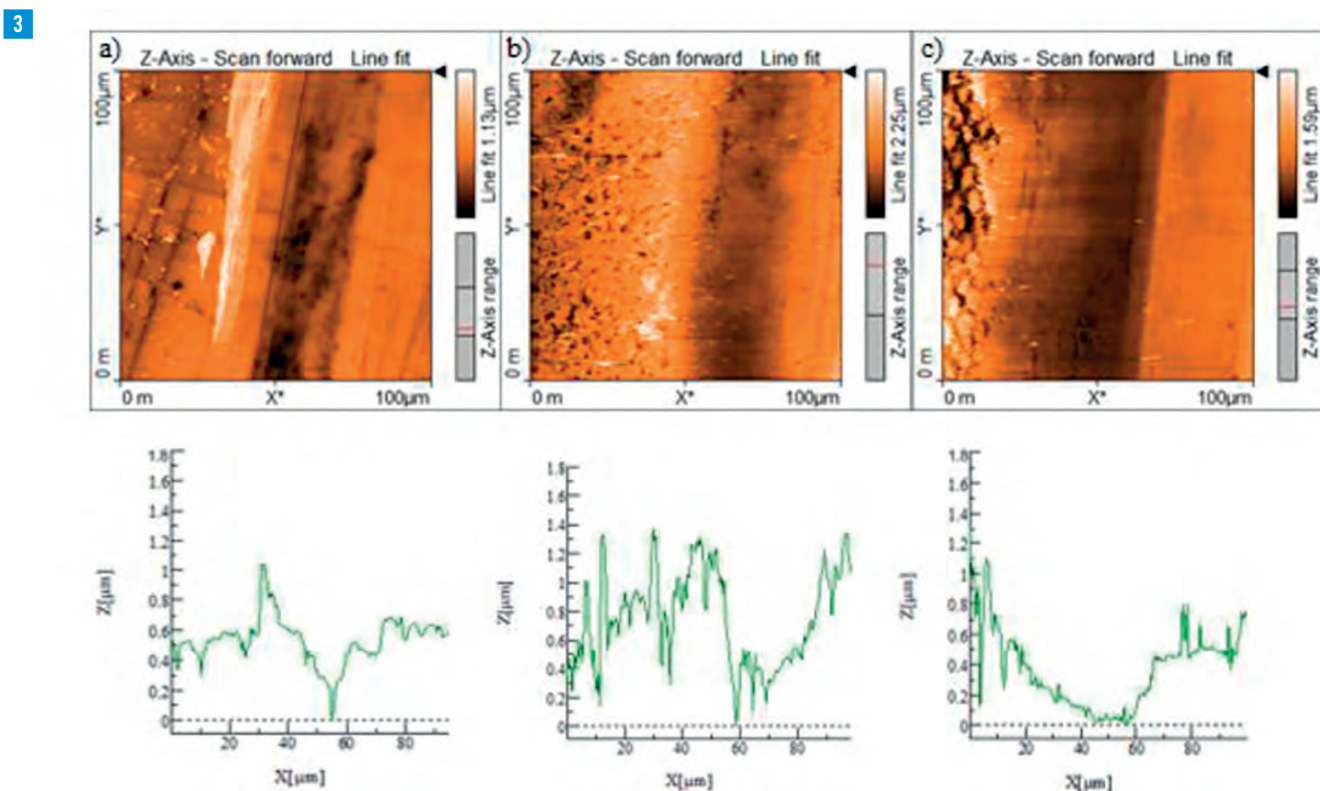 3
a) Z-Axis - Scan forward Line fit
100µm
Y*
0 m
0 m X* 100µm
Line fit 1.13µm
Z-Axis range
b) Z-Axis - Scan forward Line fit
100µm
Y*
0 m
0 m X* 100µm
Line fit 2.25µm
Z-Axis range
c) Z-Axis - Scan forward Line fit
100µm
Y*
0 m
0 m X* 100µm
Line fit 1.59µm
Z-Axis range
1.8
1.6
1.4
1.2
1
0.8
0.6
0.4
0.2
0
Z[µm]
20 40 60 80
X[µm]
1.8
1.6
1.4
1.2
1
0.8
0.6
0.4
0.2
0
Z[µm]
20 40 60 80
X[µm]
1.8
1.6
1.4
1.2
1
0.8
0.6
0.4
0.2
0
Z[µm]
20 40 60 80
X[µm]